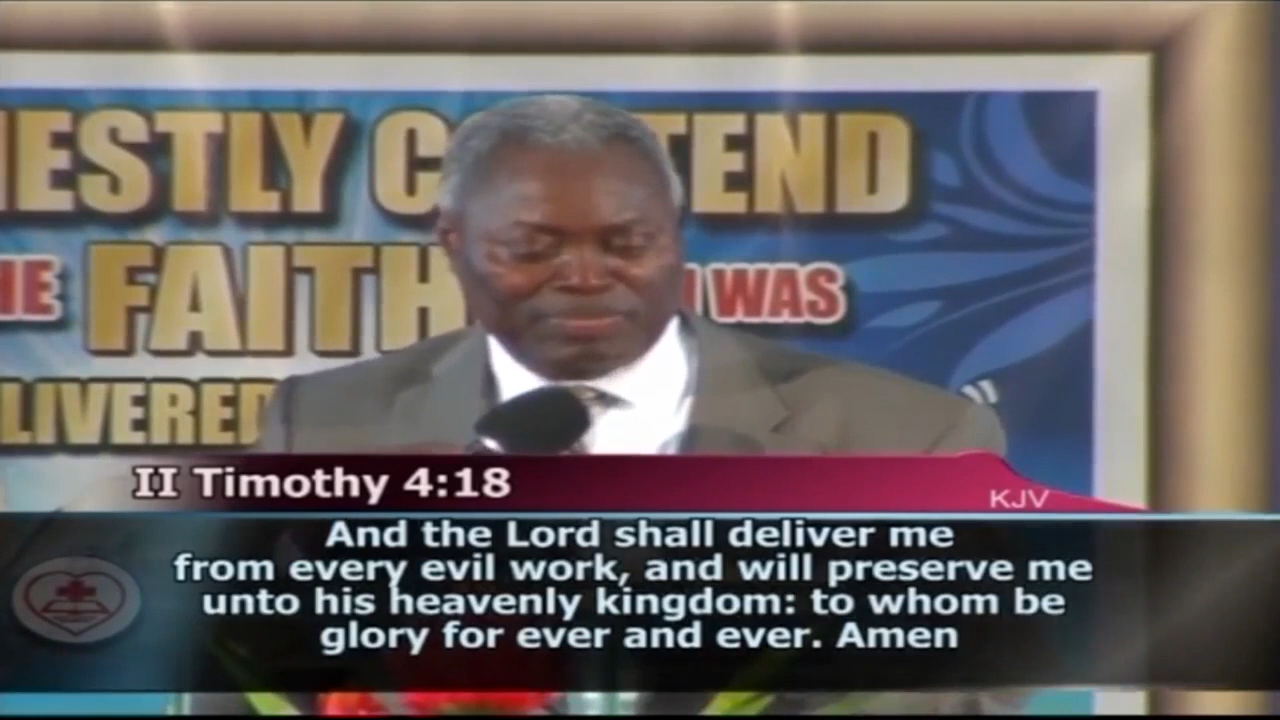 ESTLY C TEND
HE FAITH WAS
LIVERED ”
II Timothy 4:18
KJV
And the Lord shall deliver me
from every evil work, and will preserve me
unto his heavenly kingdom: to whom be
glory for ever and ever. Amen